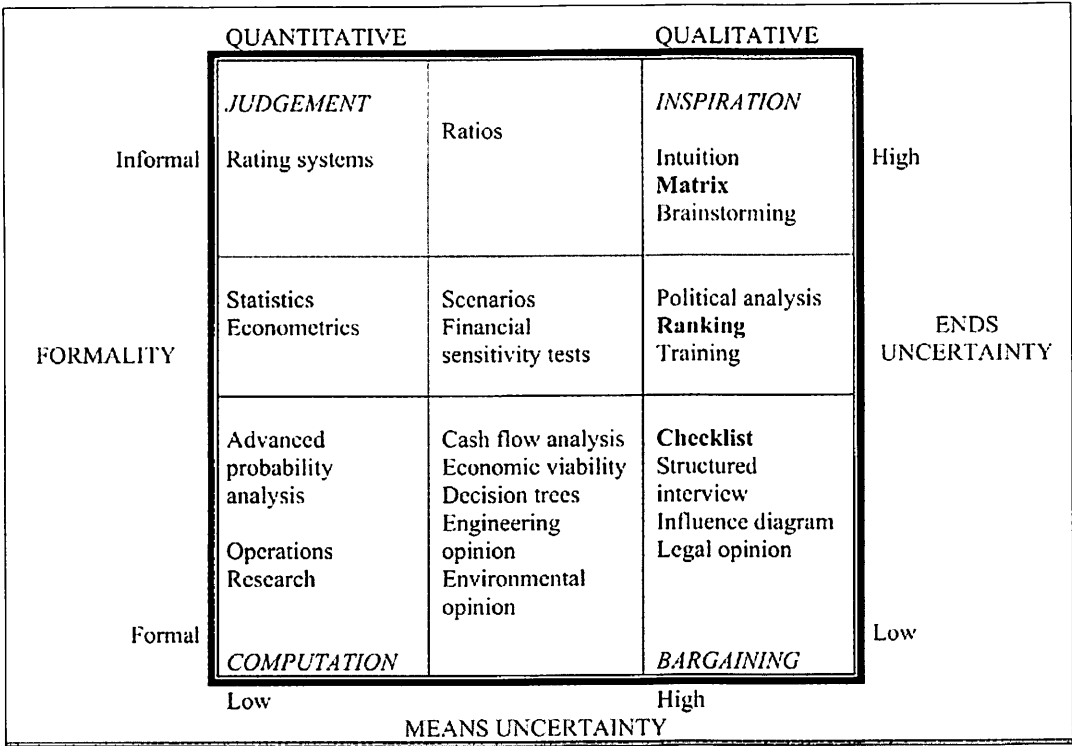 QUANTITATIVE
QUALITATIVE
JUDGEMENT
Rating systems
Ratios
INSPIRATION
Intuition
Matrix
Brainstorming
Informal
High
Statistics
Econometrics
Scenarios
Financial
sensitivity tests
Political analysis
Ranking
Training
FORMALITY
ENDS
UNCERTAINTY
Advanced
probability
analysis
Operations
Research
Cash flow analysis
Economic viability
Decision trees
Engineering
opinion
Environmental
opinion
Checklist
Structured
interview
Influence diagram
Legal opinion
Formal
Low
COMPUTATION
BARGAINING
Low
High
MEANS UNCERTAINTY